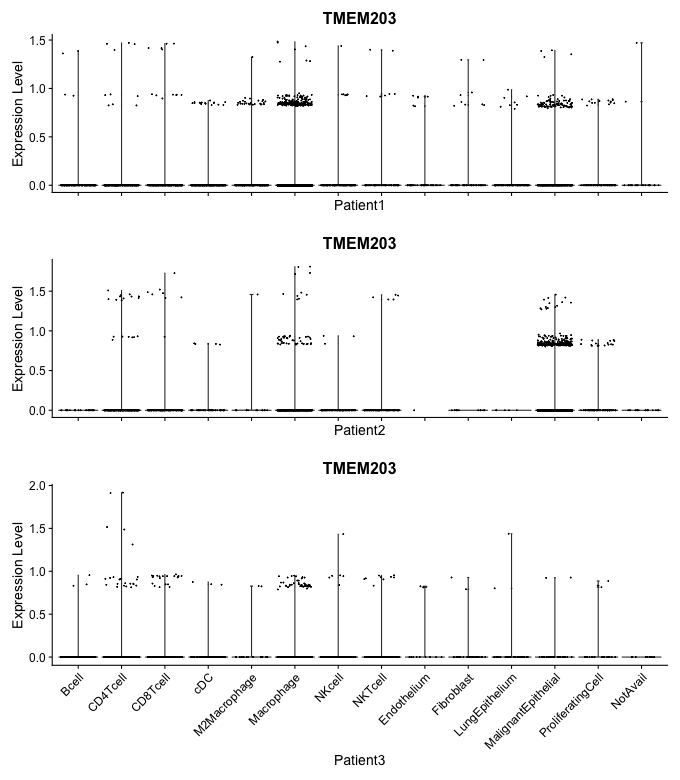 TMEM203
1.5
1.0
0.5
0.0
Expression Level
Patient1
TMEM203
1.5
1.0
0.5
0.0
Expression Level
Patient2
TMEM203
2.0
1.5
1.0
0.5
0.0
Expression Level
Bcell
CD4Tcell
CD8Tcell
cDC
M2Macrophage
Macrophage
NKcell
NKTcell
Endothelium
Fibroblast
LungEpithelium
MalignantEpithelial
ProliferatingCell
NotAvail
Patient3